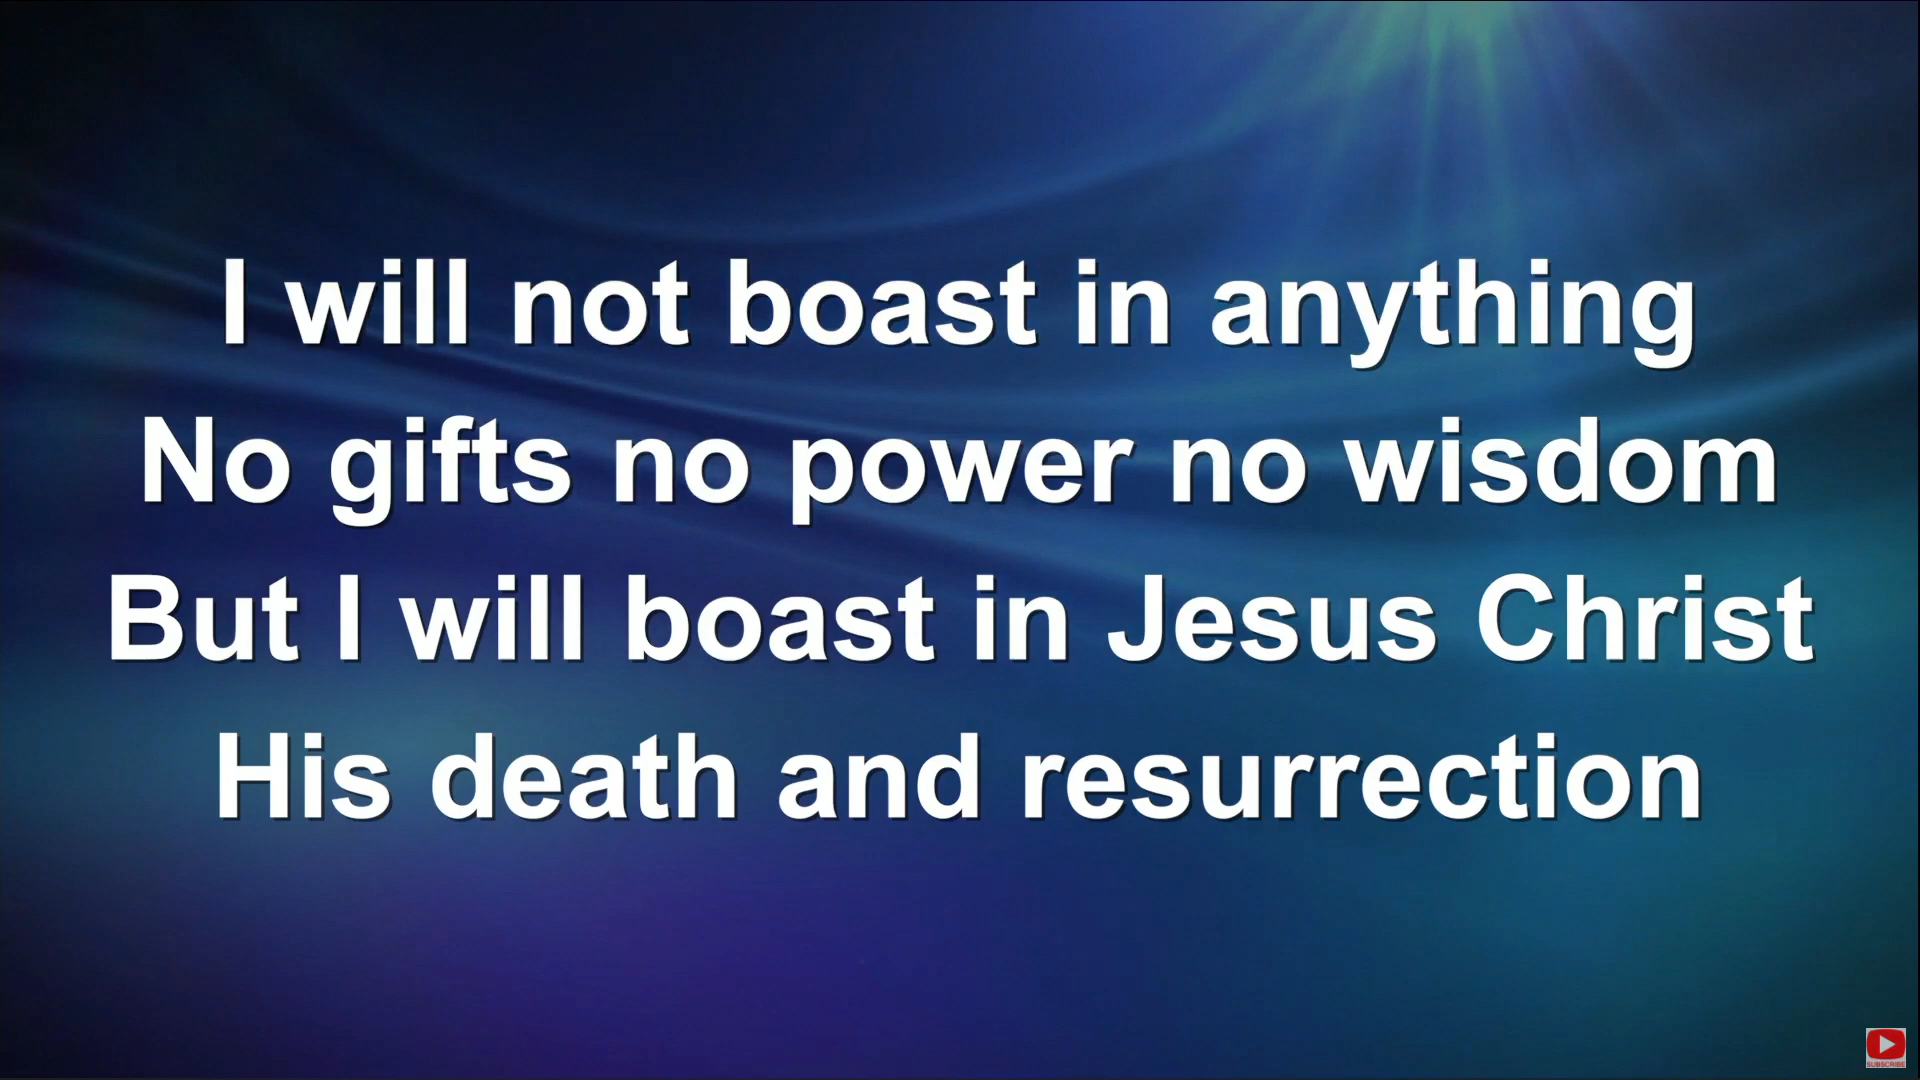 I will not boast in anything
No gifts no power no wisdom
But I will boast in Jesus Christ
His death and resurrection
SUBSCRIBE